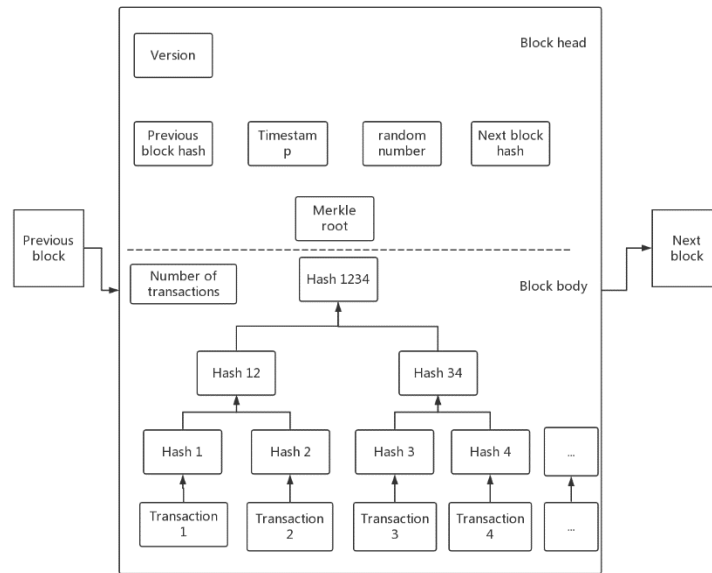 Block head
Version
Previous
block hash
Timestam
p
random
number
Next block
hash
Merkle
root
Previous
block
Next
block
Number of
transactions
Hash 1234
Block body
Hash 12
Hash 34
Hash 1
Hash 2
Hash 3
Hash 4
...
Transaction
1
Transaction
2
Transaction
3
Transaction
4
...